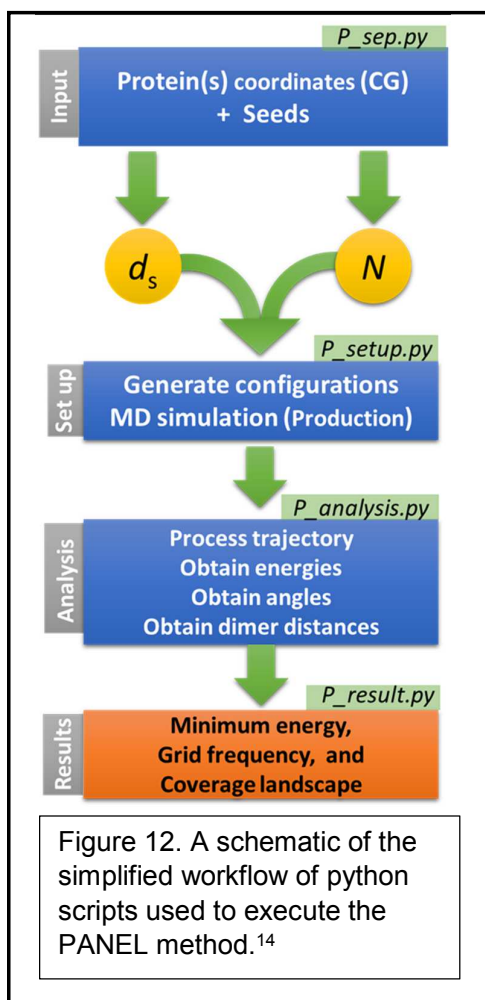 P_sep.py
Input
Protein(s) coordinates (CG)
+ Seeds
ds
N
P_setup.py
Set up
Generate configurations
MD simulation (Production)
P_analysis.py
Analysis
Process trajectory
Obtain energies
Obtain angles
Obtain dimer distances
P_result.py
Results
Minimum energy,
Grid frequency, and
Coverage landscape
Figure 12. A schematic of the
simplified workflow of python
scripts used to execute the
PANEL method.¹⁴